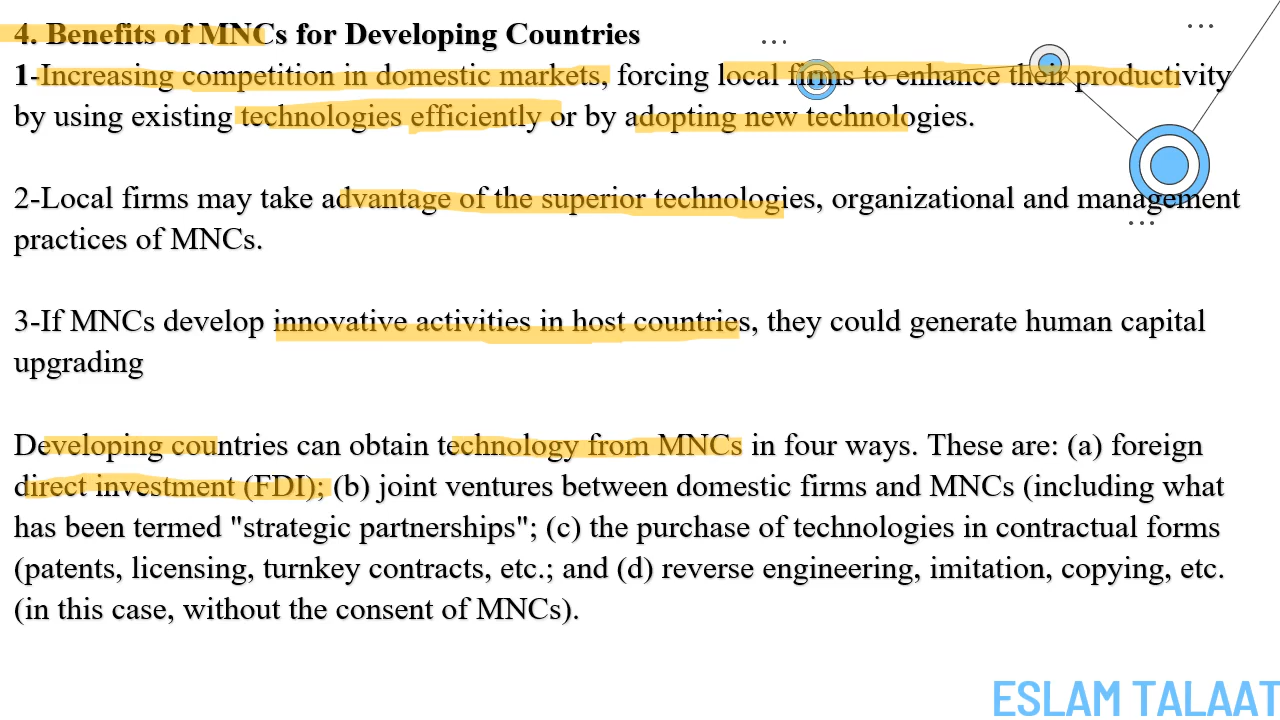 4. Benefits of MNCs for Developing Countries
1-Increasing competition in domestic markets, forcing local firms to enhance their productivity
by using existing technologies efficiently or by adopting new technologies.
2-Local firms may take advantage of the superior technologies, organizational and management
practices of MNCs.
3-If MNCs develop innovative activities in host countries, they could generate human capital
upgrading
Developing countries can obtain technology from MNCs in four ways. These are: (a) foreign
direct investment (FDI); (b) joint ventures between domestic firms and MNCs (including what
has been termed "strategic partnerships"; (c) the purchase of technologies in contractual forms
(patents, licensing, turnkey contracts, etc.; and (d) reverse engineering, imitation, copying, etc.
(in this case, without the consent of MNCs).
ESLAM TALAAT